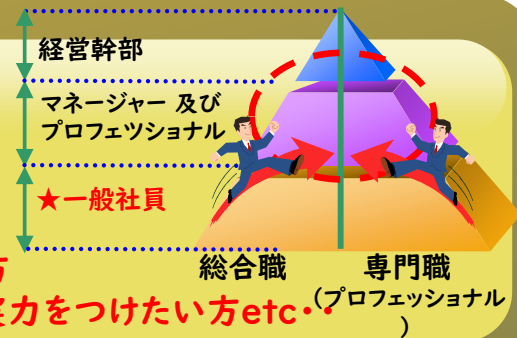 経営幹部
マネージャー 及び
プロフェツショナル
★一般社員
総合職
専門職
(プロフェッショナル
)
方
実力をつけたい方etc・・